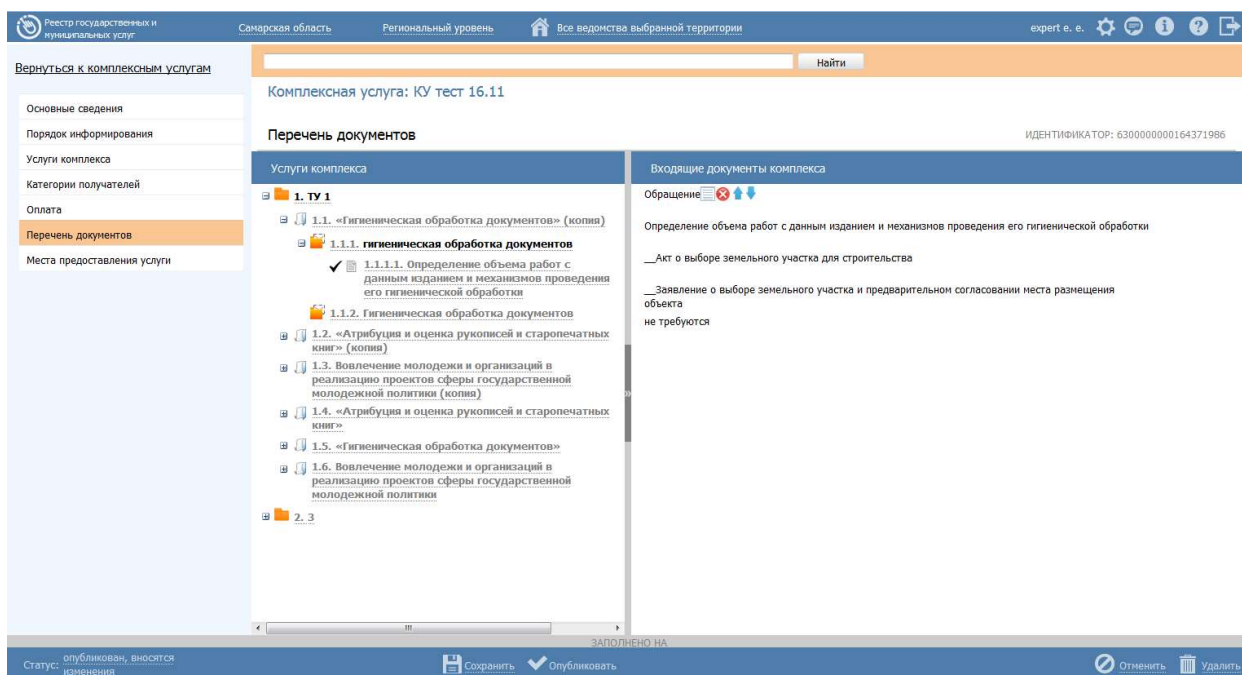 Реестр государственных и
муниципальных услуг
Самарская область
Региональный уровень
Все ведомства выбранной территории
expert e. e.
Вернуться к комплексным услугам
Найти
Основные сведения
Порядок информирования
Услуги комплекса
Категории получателей
Оплата
Перечень документов
Места предоставления услуги
Комплексная услуга: КУ тест 16.11
Перечень документов
ИДЕНТИФИКАТОР: 6300000000164371986
Услуги комплекса
1. ТУ 1
1.1. «Гигиеническая обработка документов» (копия)
1.1.1. гигиеническая обработка документов
1.1.1.1. Определение объема работ с
данным изданием и механизмов проведения
его гигиенической обработки
1.1.2. Гигиеническая обработка документов
1.2. «Атрибуция и оценка рукописей и старопечатных
книг» (копия)
1.3. Вовлечение молодежи и организаций в
реализацию проектов сферы государственной
молодежной политики (копия)
1.4. «Атрибуция и оценка рукописей и старопечатных
книг»
1.5. «Гигиеническая обработка документов»
1.6. Вовлечение молодежи и организаций в
реализацию проектов сферы государственной
молодежной политики
2. 3
Входящие документы комплекса
Обращение
Определение объема работ с данным изданием и механизмов проведения его гигиенической обработки
__Акт о выборе земельного участка для строительства
__Заявление о выборе земельного участка и предварительном согласовании места размещения
объекта
не требуются
ЗАПОЛНЕНО НА
Статус: опубликован, вносятся
изменения
Сохранить
Опубликовать
Отменить
Удалить